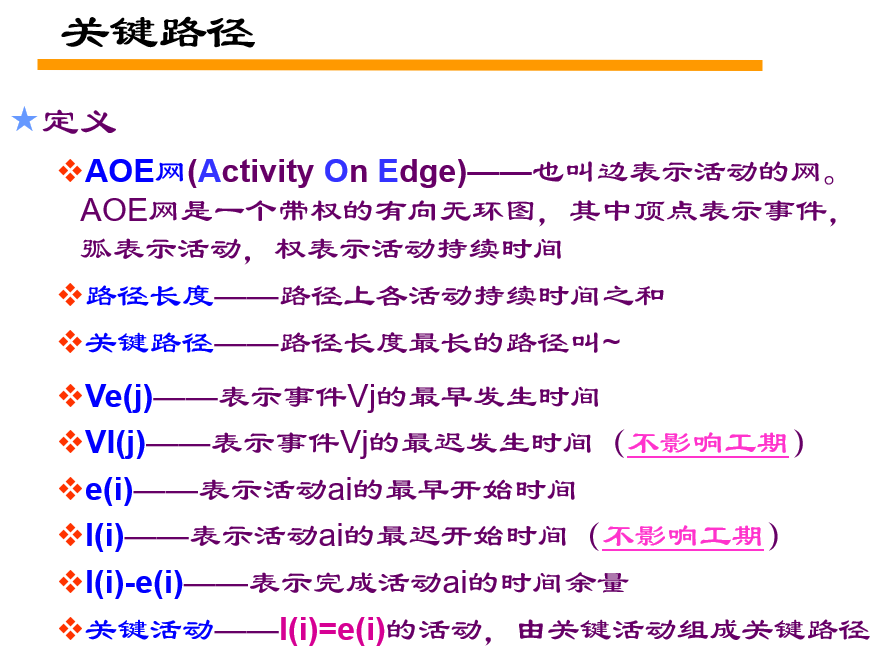 关键路径
★定义
❖AOE网(Activity On Edge)——也叫边表示活动的网。
AOE网是一个带权的有向无环图，其中顶点表示事件，
弧表示活动，权表示活动持续时间
❖路径长度——路径上各活动持续时间之和
❖关键路径——路径长度最长的路径叫~
❖Ve(j)——表示事件Vj的最早发生时间
❖Vl(j)——表示事件Vj的最迟发生时间（不影响工期）
❖e(i)——表示活动ai的最早开始时间
❖l(i)——表示活动ai的最迟开始时间（不影响工期）
❖l(i)-e(i)——表示完成活动ai的时间余量
❖关键活动——l(i)=e(i)的活动，由关键活动组成关键路径